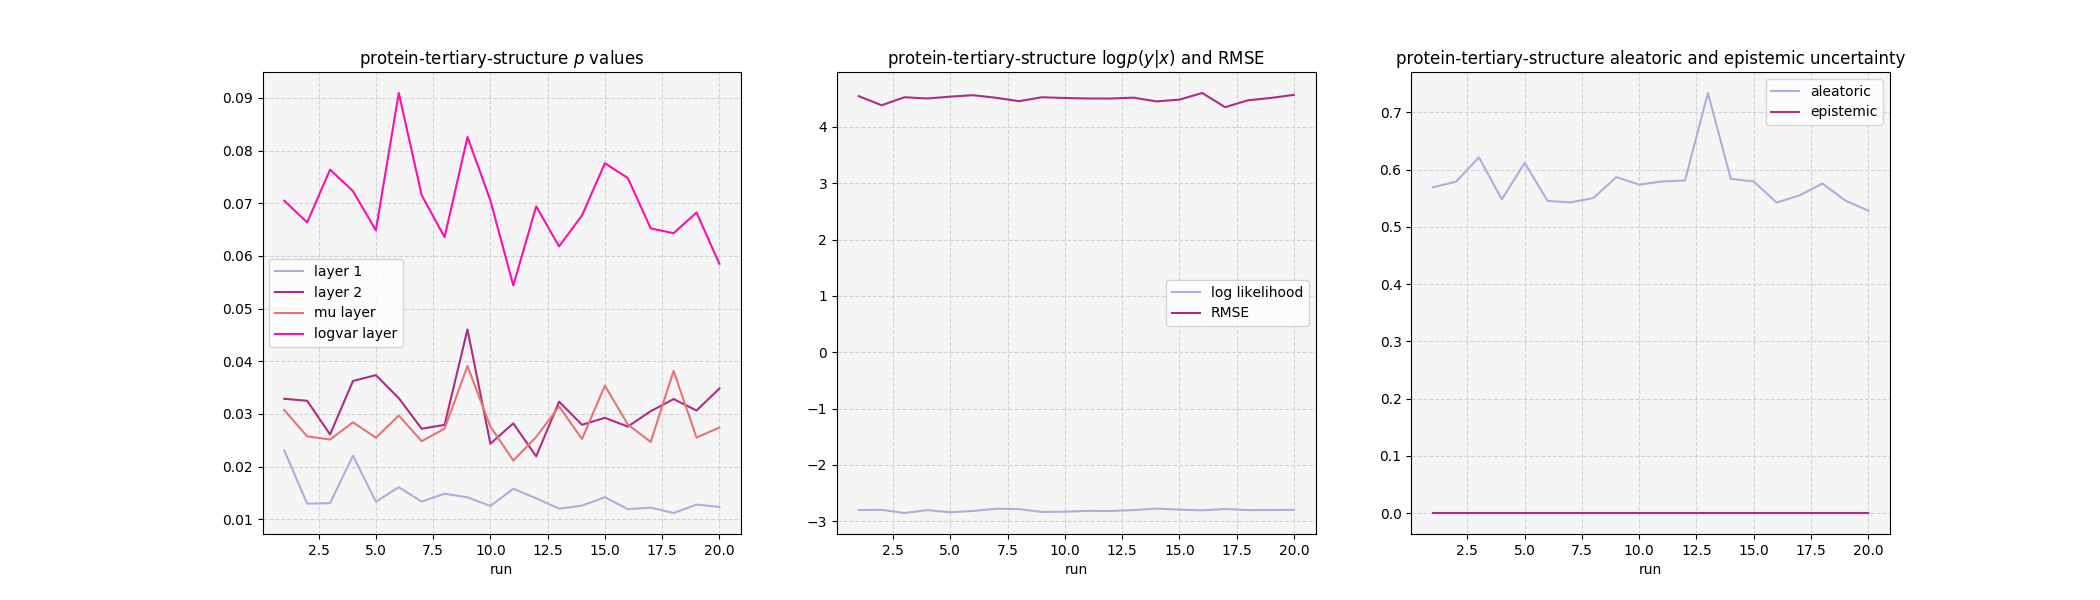 protein-tertiary-structure p values
0.09
0.08
0.07
0.06
0.05
0.04
0.03
0.02
0.01
layer 1
layer 2
mu layer
logvar layer
2.5 5.0 7.5 10.0 12.5 15.0 17.5 20.0
run
protein-tertiary-structure logp(y|x) and RMSE
4
3
2
1
0
−1
−2
−3
log likelihood
RMSE
2.5 5.0 7.5 10.0 12.5 15.0 17.5 20.0
run
protein-tertiary-structure aleatoric and epistemic uncertainty
0.7
0.6
0.5
0.4
0.3
0.2
0.1
0.0
aleatoric
epistemic
2.5 5.0 7.5 10.0 12.5 15.0 17.5 20.0
run